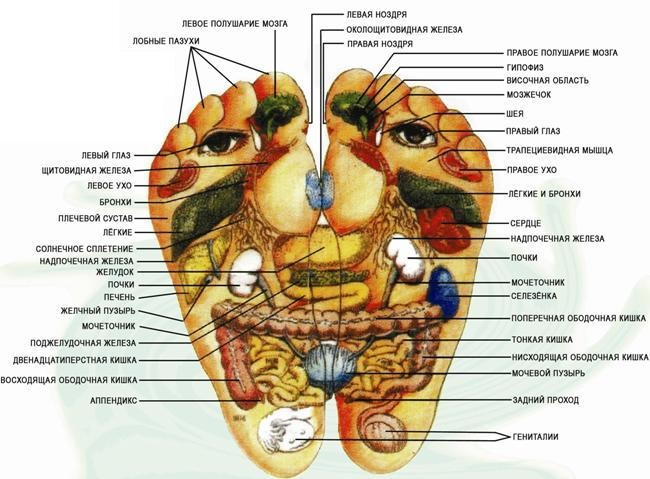 ЛЕВОЕ ПОЛУШАРИЕ МОЗГА
ЛОБНЫЕ ПАЗУХИ
ЛЕВАЯ НОЗДРЯ
ОКОЛОЩИТОВИДНАЯ ЖЕЛЕЗА
ПРАВАЯ НОЗДРЯ
ЛЕВЫЙ ГЛАЗ
ЩИТОВИДНАЯ ЖЕЛЕЗА
ЛЕВОЕ УХО
БРОНХИ
ПЛЕЧЕВОЙ СУСТАВ
ЛЁГКИЕ
СОЛНЕЧНОЕ СПЛЕТЕНИЕ
НАДПОЧЕЧНАЯ ЖЕЛЕЗА
ЖЕЛУДОК
ПОЧКИ
ПЕЧЕНЬ
ЖЕЛЧНЫЙ ПУЗЫРЬ
МОЧЕТОЧНИК
ПОДЖЕЛУДОЧНАЯ ЖЕЛЕЗА
ДВЕНАДЦАТИПЕРСТНАЯ КИШКА
ВОСХОДЯЩАЯ ОБОДОЧНАЯ КИШКА
АППЕНДИКС
ПРАВОЕ ПОЛУШАРИЕ МОЗГА
ГИПОФИЗ
ВИСОЧНАЯ ОБЛАСТЬ
МОЗЖЕЧОК
ШЕЯ
ПРАВЫЙ ГЛАЗ
ТРАПЕЦИЕВИДНАЯ МЫШЦА
ПРАВОЕ УХО
ЛЁГКИЕ И БРОНХИ
СЕРДЦЕ
НАДПОЧЕЧНАЯ ЖЕЛЕЗА
ПОЧКИ
МОЧЕТОЧНИК
СЕЛЕЗЁНКА
ПОПЕРЕЧНАЯ ОБОДОЧНАЯ КИШКА
ТОНКАЯ КИШКА
НИСХОДЯЩАЯ ОБОДОЧНАЯ КИШКА
МОЧЕВОЙ ПУЗЫРЬ
ЗАДНИЙ ПРОХОД
ГЕНИТАЛИИ